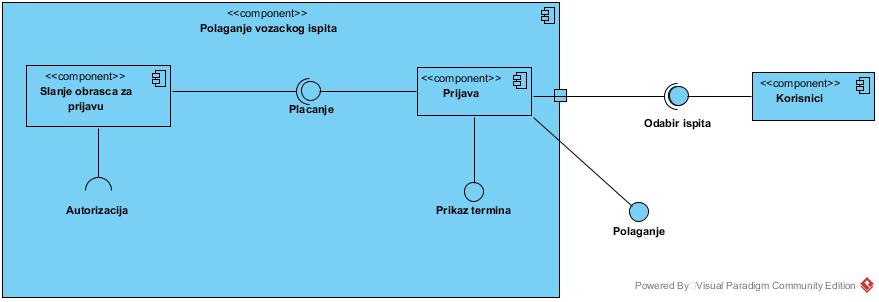 <<component>>
Polaganje vozackog ispita
<<component>>
Slanje obrasca za
prijavu
Placanje
<<component>>
Prijava
<<component>>
Korisnici
Odabir ispita
Autorizacija
Prikaz termina
Polaganje
Powered By Visual Paradigm Community Edition